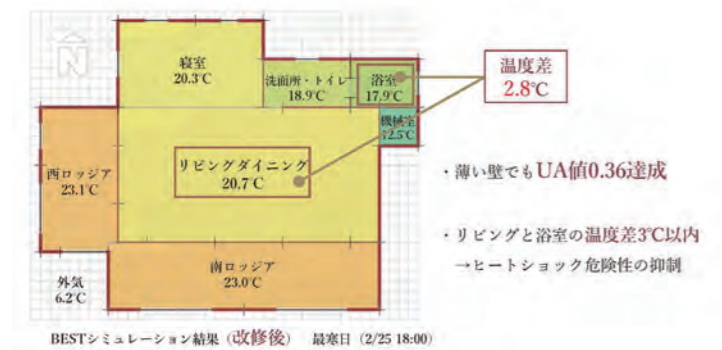 N
寝室
20.3℃
洗面所・トイレ
18.9℃
浴室
17.9℃
温度差
2.8℃
機械室
12.5℃
西ロッジア
23.1℃
リビングダイニング
20.7℃
・薄い壁でもUA値0.36達成
・リビングと浴室の温度差3℃以内
→ヒートショック危険性の抑制
南ロッジア
23.0℃
外気
6.2℃
BESTシミュレーション結果（改修後） 最寒日（2/25 18:00）